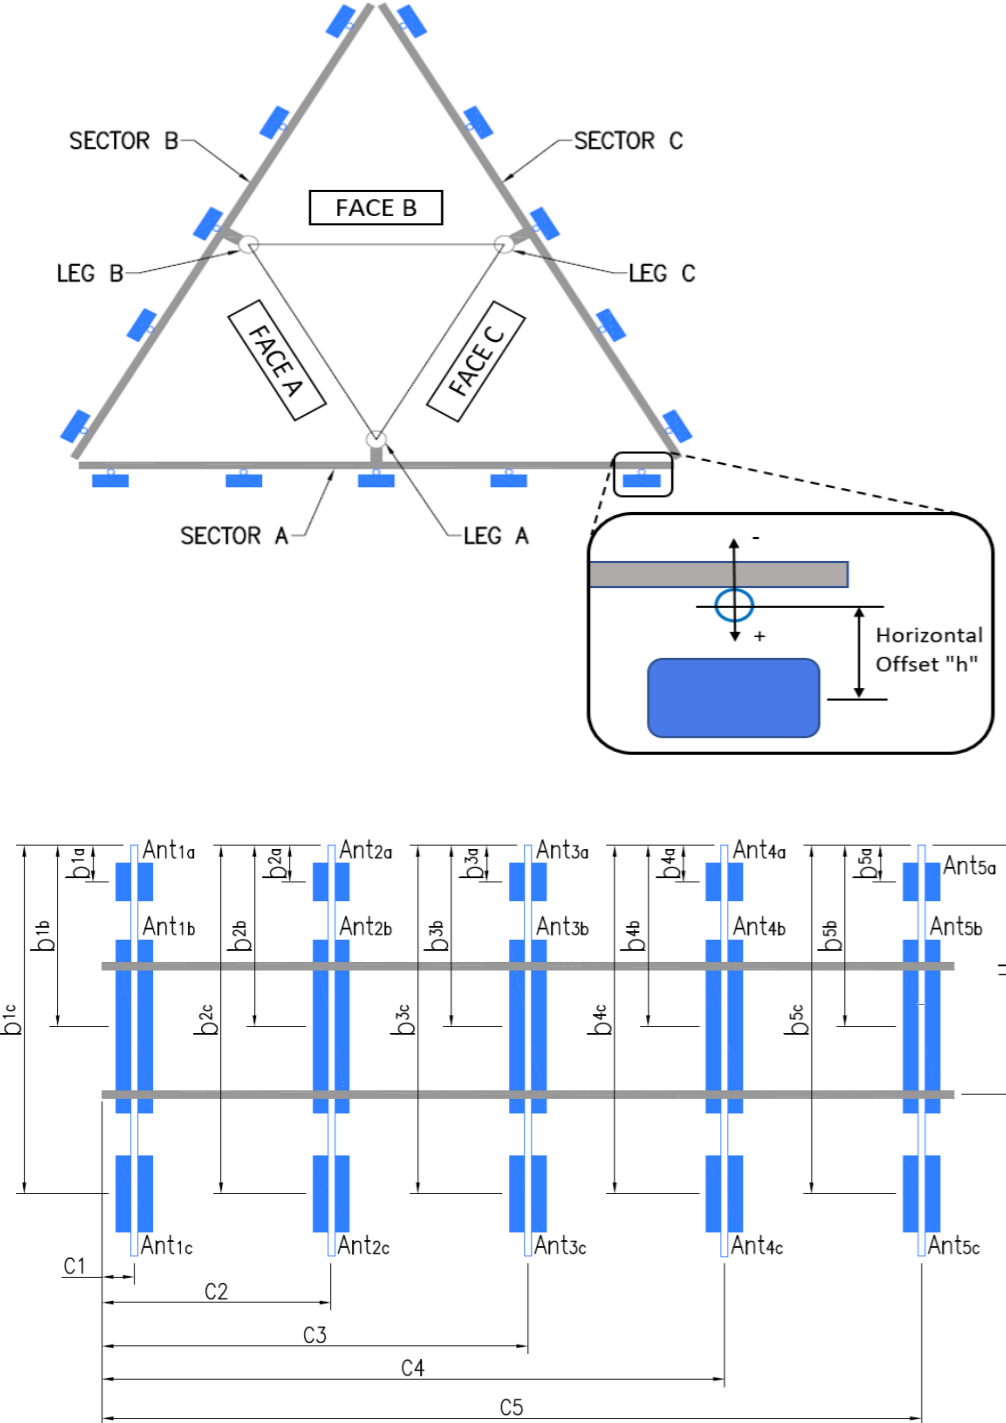 SECTOR B
SECTOR C
FACE B
LEG B
LEG C
FACE A
FACE C
SECTOR A
LEG A
-
+
Horizontal
Offset "h"
Ant1a
Ant2a
Ant3a
Ant4a
Ant5a
b1a
b2a
b3a
b4a
b5a
Ant1b
Ant2b
Ant3b
Ant4b
Ant5b
b1b
b2b
b3b
b4b
b5b
b1c
b2c
b3c
b4c
b5c
Ant1c
Ant2c
Ant3c
Ant4c
Ant5c
C1
C2
C3
C4
C5